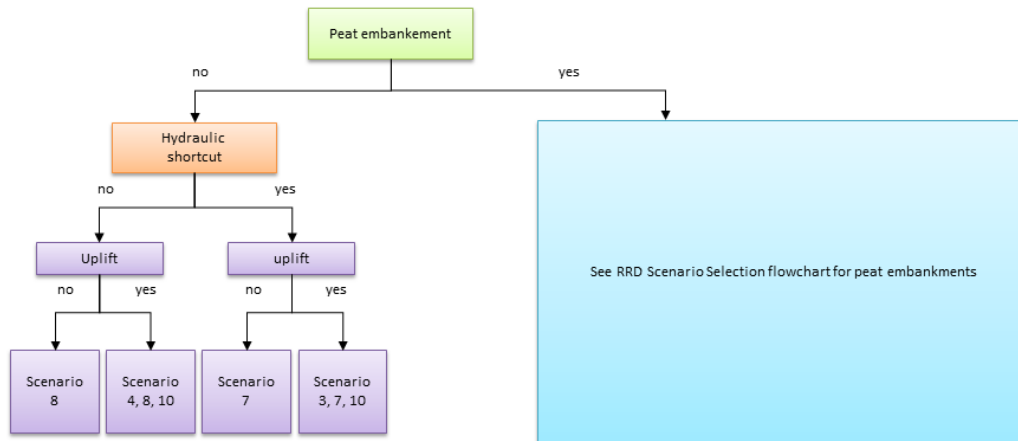 Peat embankement
no
yes
Hydraulic
shortcut
no
yes
Uplift
uplift
See RRD Scenario Selection flowchart for peat embankments
no
yes
no
yes
Scenario
8
Scenario
4, 8, 10
Scenario
7
Scenario
3, 7, 10